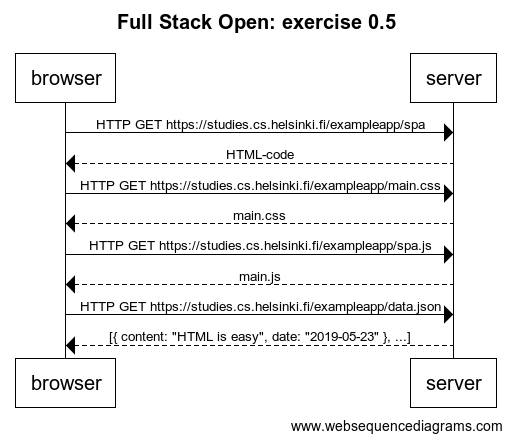 Full Stack Open: exercise 0.5
browser server
HTTP GET https://studies.cs.helsinki.fi/exampleapp/spa
HTML-code
HTTP GET https://studies.cs.helsinki.fi/exampleapp/main.css
main.css
HTTP GET https://studies.cs.helsinki.fi/exampleapp/spa.js
main.js
HTTP GET https://studies.cs.helsinki.fi/exampleapp/data.json
[{ content: "HTML is easy", date: "2019-05-23" }, ...]
browser server
www.websequencediagrams.com